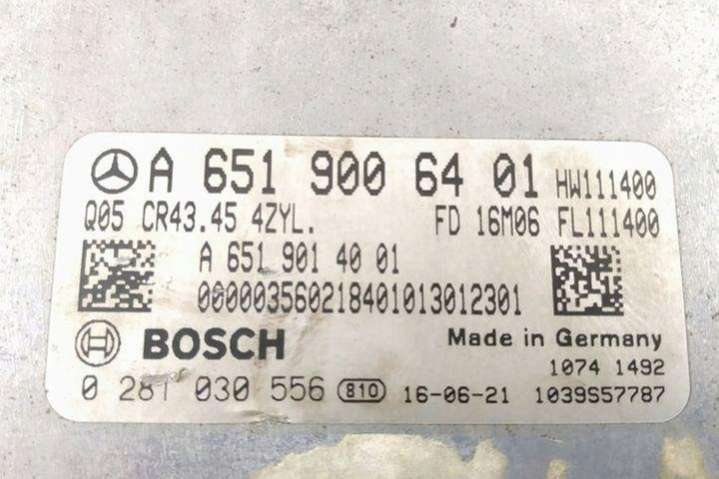 A 651 900 64 01 HW111400
Q05 CR43.45 4ZYL. FD 16M06 FL111400
A 651 901 40 01
000003560218401013012301
BOSCH Made in Germany
1074 1492
0 281 030 556 810 16-06-21 1039S57787